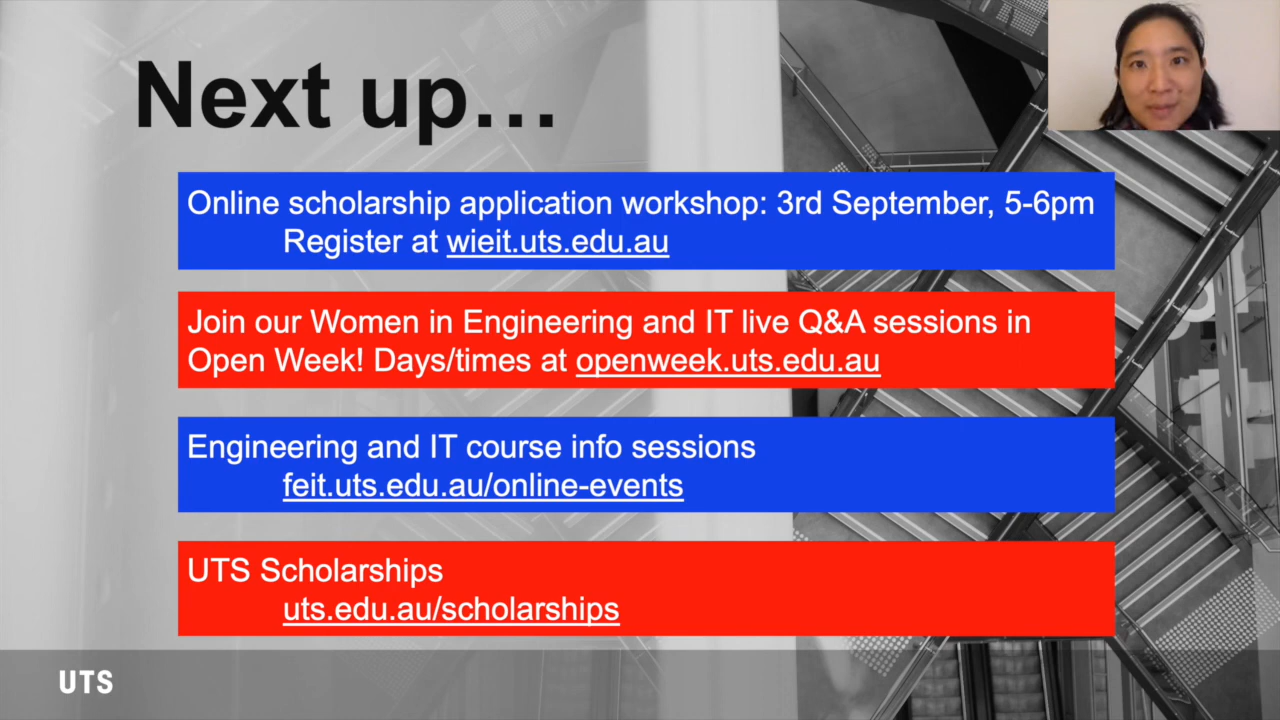 Next up…
Online scholarship application workshop: 3rd September, 5-6pm
Register at wieit.uts.edu.au
Join our Women in Engineering and IT live Q&A sessions in
Open Week! Days/times at openweek.uts.edu.au
Engineering and IT course info sessions
feit.uts.edu.au/online-events
UTS Scholarships
uts.edu.au/scholarships
UTS